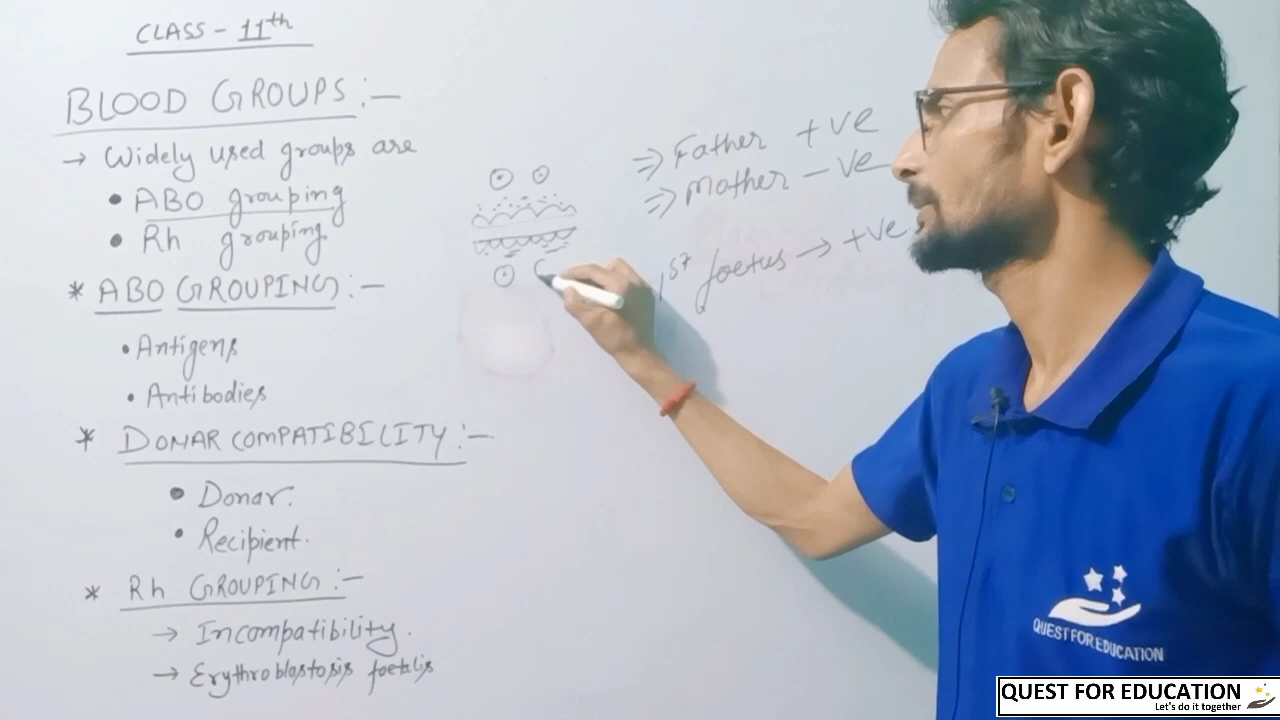 CLASS - 11th
BLOOD GROUPS :-
→ Widely used groups are
• ABO grouping
• Rh grouping
* ABO GROUPING :-
• Antigens
• Antibodies
* DONAR COMPATIBILITY :-
• Donar.
• Recipient.
* Rh GROUPING :-
→ Incompatibility.
→ Erythroblastosis foetalis
⇒ Father +ve
⇒ Mother -ve
1st foetus → +ve
QUEST FOR EDUCATION
QUEST FOR EDUCATION
Let's do it together